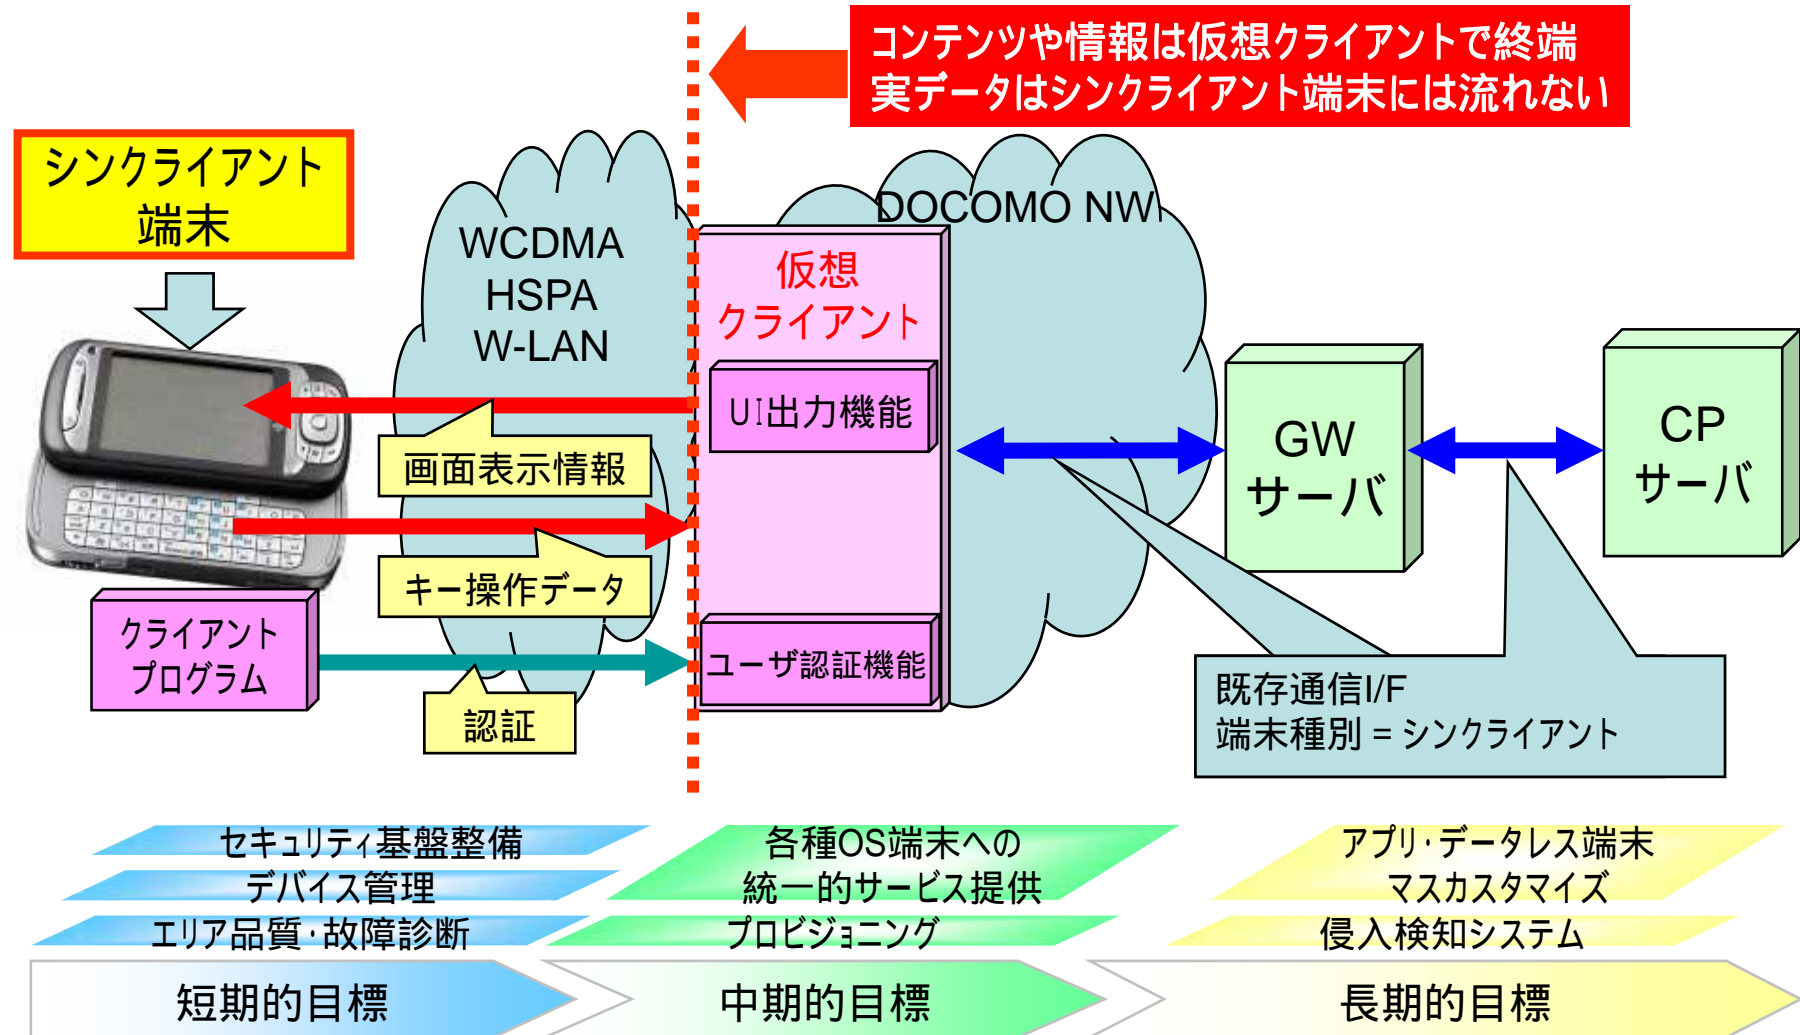 コンテンツや情報は仮想クライアントで終端
実データはシンクライアント端末には流れない
シンクライアント
端末
WCDMA
HSPA
W-LAN
DOCOMO NW
仮想
クライアント
UI出力機能
画面表示情報
キー操作データ
GW
サーバ
CP
サーバ
クライアント
プログラム
ユーザ認証機能
認証
既存通信I/F
端末種別 = シンクライアント
セキュリティ基盤整備
デバイス管理
エリア品質・故障診断
各種OS端末への
統一的サービス提供
プロビジョニング
アプリ・データレス端末
マスカスタマイズ
侵入検知システム
短期的目標
中期的目標
長期的目標